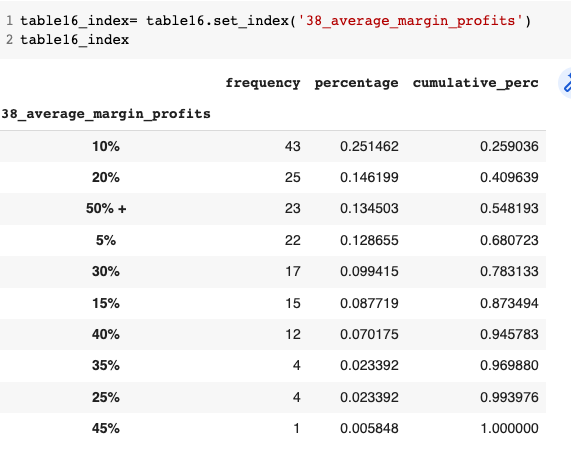 1 table16_index= table16.set_index('38_average_margin_profits')
2 table16_index
frequency percentage cumulative_perc
38_average_margin_profits
10% 43 0.251462 0.259036
20% 25 0.146199 0.409639
50% + 23 0.134503 0.548193
5% 22 0.128655 0.680723
30% 17 0.099415 0.783133
15% 15 0.087719 0.873494
40% 12 0.070175 0.945783
35% 4 0.023392 0.969880
25% 4 0.023392 0.993976
45% 1 0.005848 1.000000